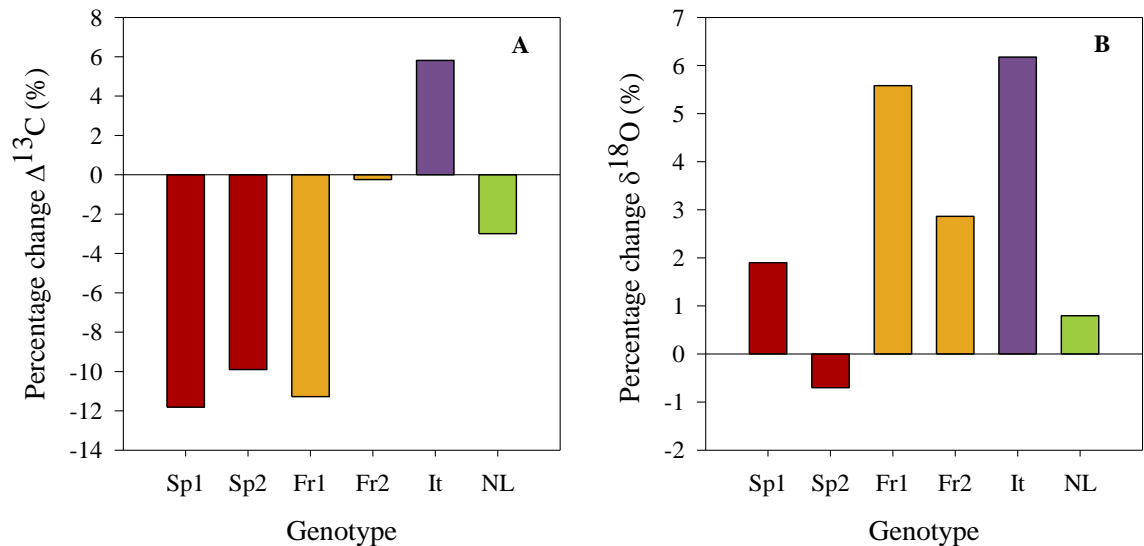 A
Percentage change Δ13C (%)
8
6
4
2
0
-2
-4
-6
-8
-10
-12
-14
Sp1 Sp2 Fr1 Fr2 It NL
Genotype
B
Percentage change δ18O (%)
7
6
5
4
3
2
1
0
-1
-2
Sp1 Sp2 Fr1 Fr2 It NL
Genotype